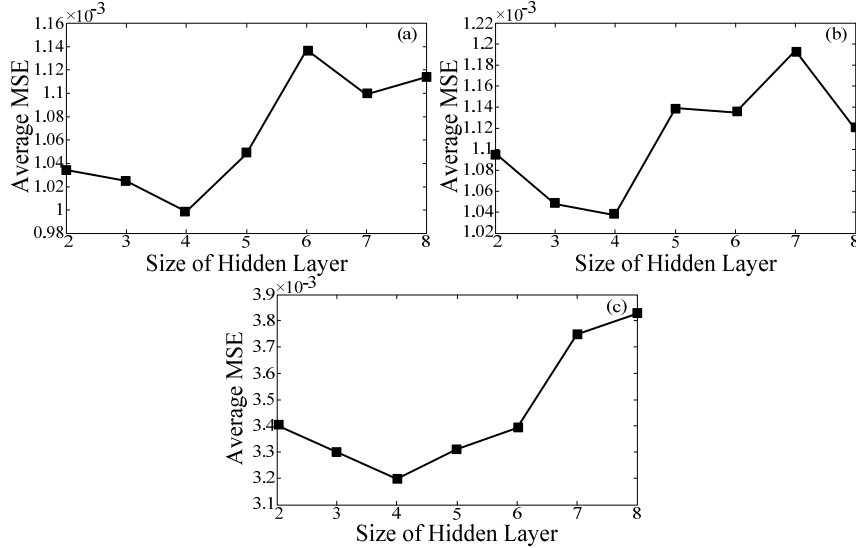 ×10⁻³
(a)
1.16
1.14
1.12
1.1
1.08
1.06
1.04
1.02
1
0.98
Average MSE
2 3 4 5 6 7 8
Size of Hidden Layer
×10⁻³
(b)
1.22
1.2
1.18
1.16
1.14
1.12
1.1
1.08
1.06
1.04
1.02
Average MSE
2 3 4 5 6 7 8
Size of Hidden Layer
×10⁻³
(c)
3.9
3.8
3.7
3.6
3.5
3.4
3.3
3.2
3.1
Average MSE
2 3 4 5 6 7 8
Size of Hidden Layer